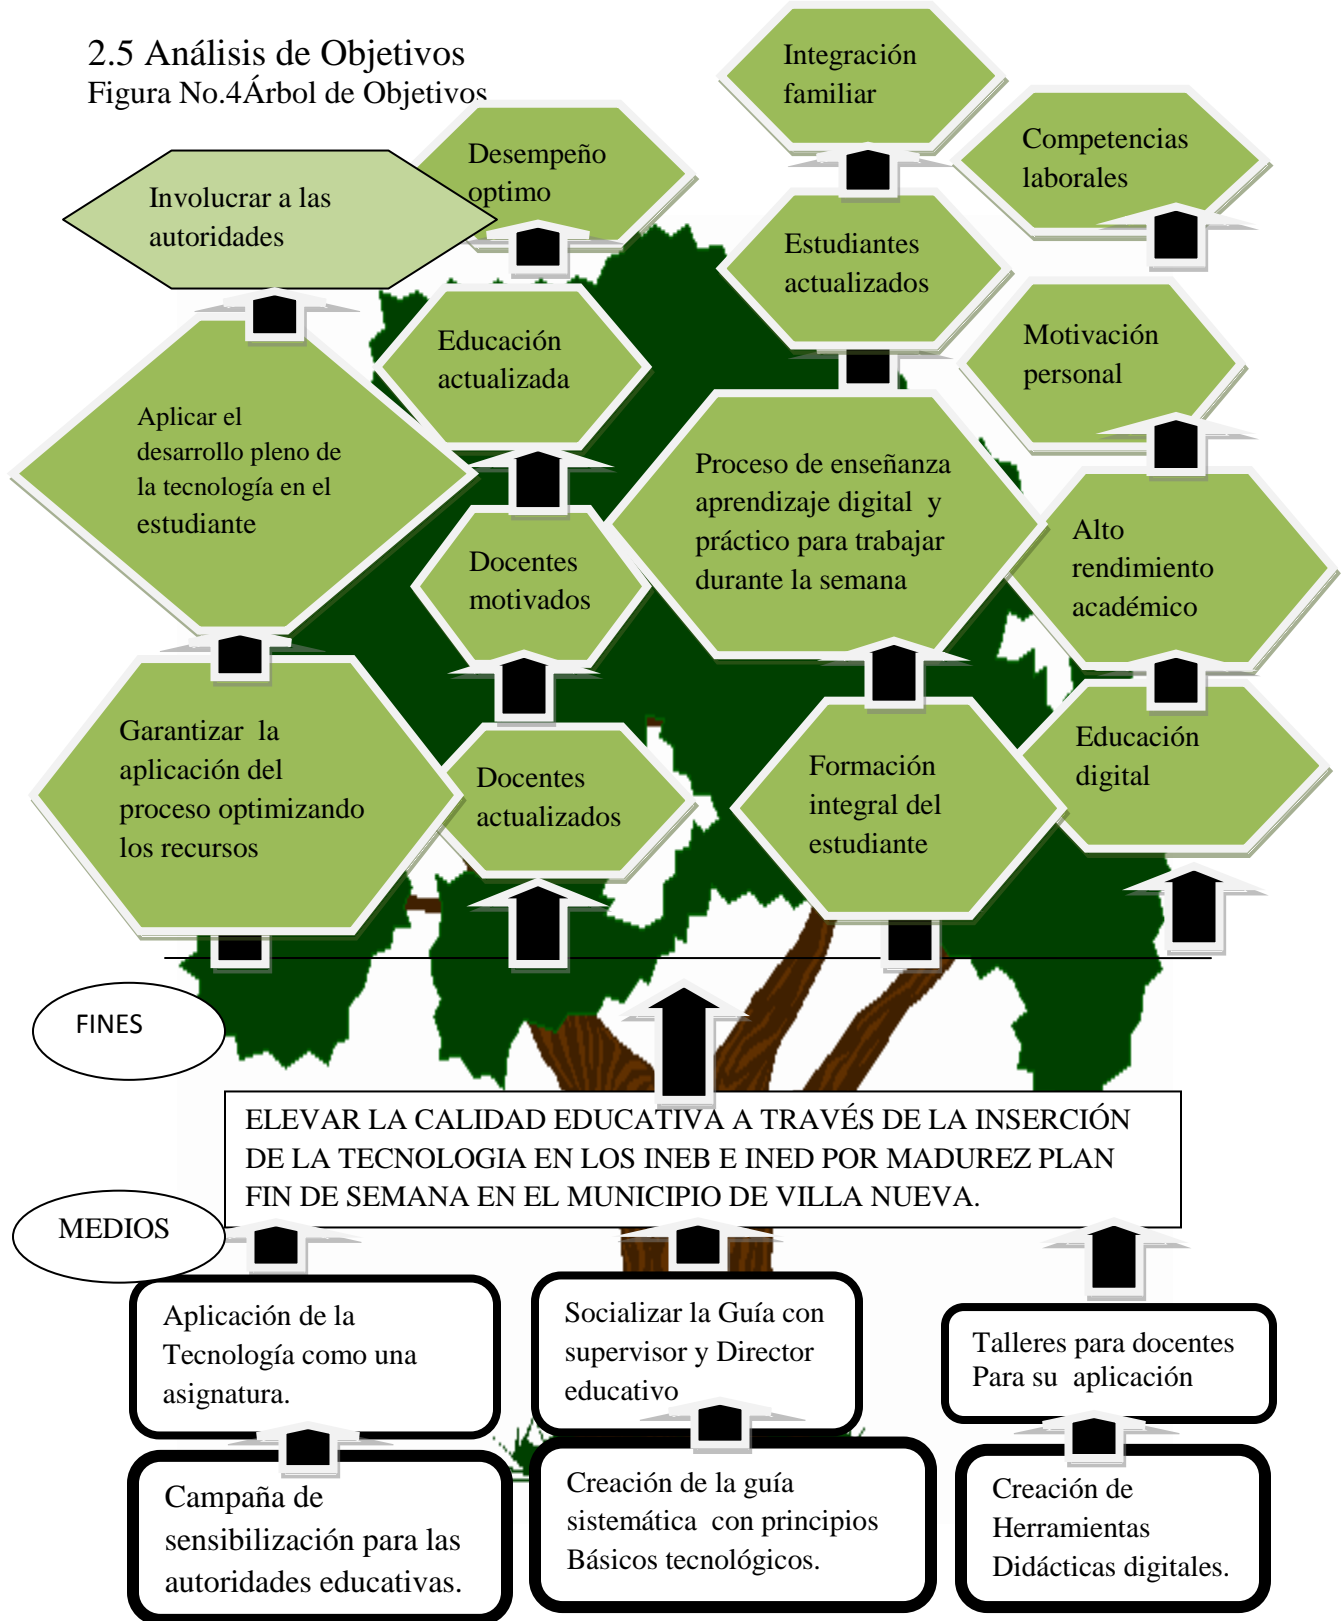 2.5 Análisis de Objetivos
Figura No.4Árbol de Objetivos
Integración
familiar
Desempeño
optimo
Competencias
laborales
Involucrar a las
autoridades
Estudiantes
actualizados
Educación
actualizada
Motivación
personal
Aplicar el
desarrollo pleno de
la tecnología en el
estudiante
Proceso de enseñanza
aprendizaje digital y
práctico para trabajar
durante la semana
Docentes
motivados
Alto
rendimiento
académico
Garantizar la
aplicación del
proceso optimizando
los recursos
Docentes
actualizados
Formación
integral del
estudiante
Educación
digital
FINES
ELEVAR LA CALIDAD EDUCATIVA A TRAVÉS DE LA INSERCIÓN
DE LA TECNOLOGIA EN LOS INEB E INED POR MADUREZ PLAN
FIN DE SEMANA EN EL MUNICIPIO DE VILLA NUEVA.
MEDIOS
Aplicación de la
Tecnología como una
asignatura.
Socializar la Guía con
supervisor y Director
educativo
Talleres para docentes
Para su aplicación
Campaña de
sensibilización para las
autoridades educativas.
Creación de la guía
sistemática con principios
Básicos tecnológicos.
Creación de
Herramientas
Didácticas digitales.